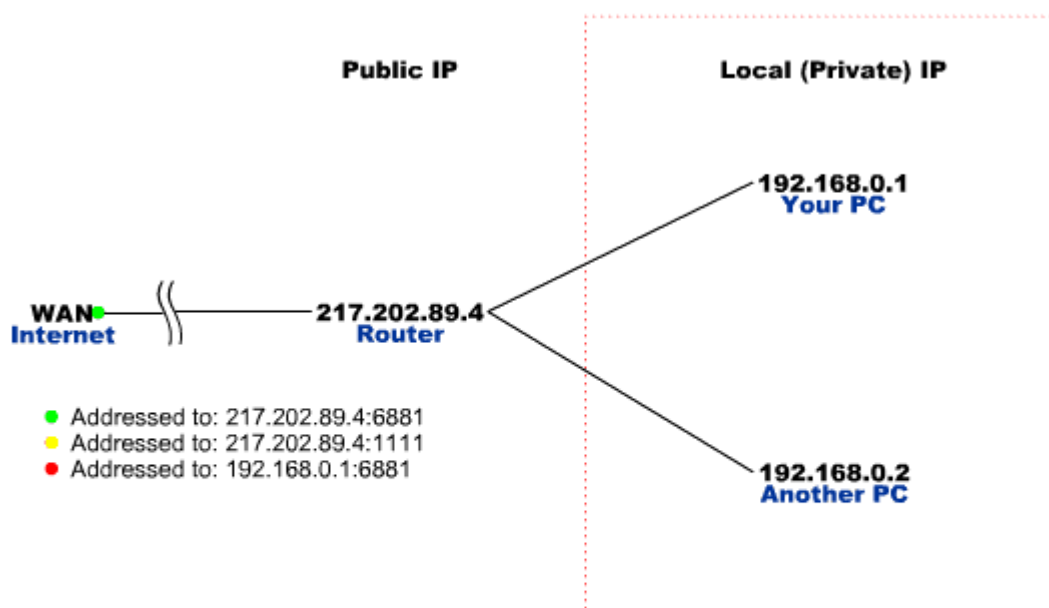 Public IP
Local (Private) IP
192.168.0.1
Your PC
WAN
Internet
217.202.89.4
Router
Addressed to: 217.202.89.4:6881
Addressed to: 217.202.89.4:1111
Addressed to: 192.168.0.1:6881
192.168.0.2
Another PC